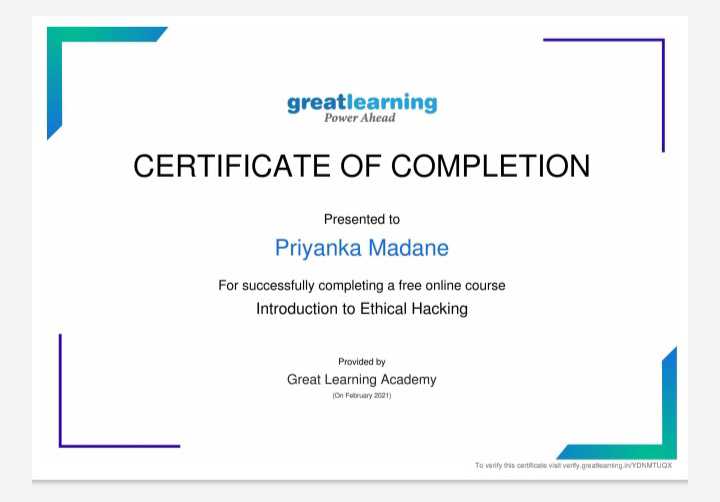 greatlearning
Power Ahead
CERTIFICATE OF COMPLETION
Presented to
Priyanka Madane
For successfully completing a free online course
Introduction to Ethical Hacking
Provided by
Great Learning Academy
(On February 2021)
To verify this certificate visit verify.greatlearning.in/YDNMTUQX